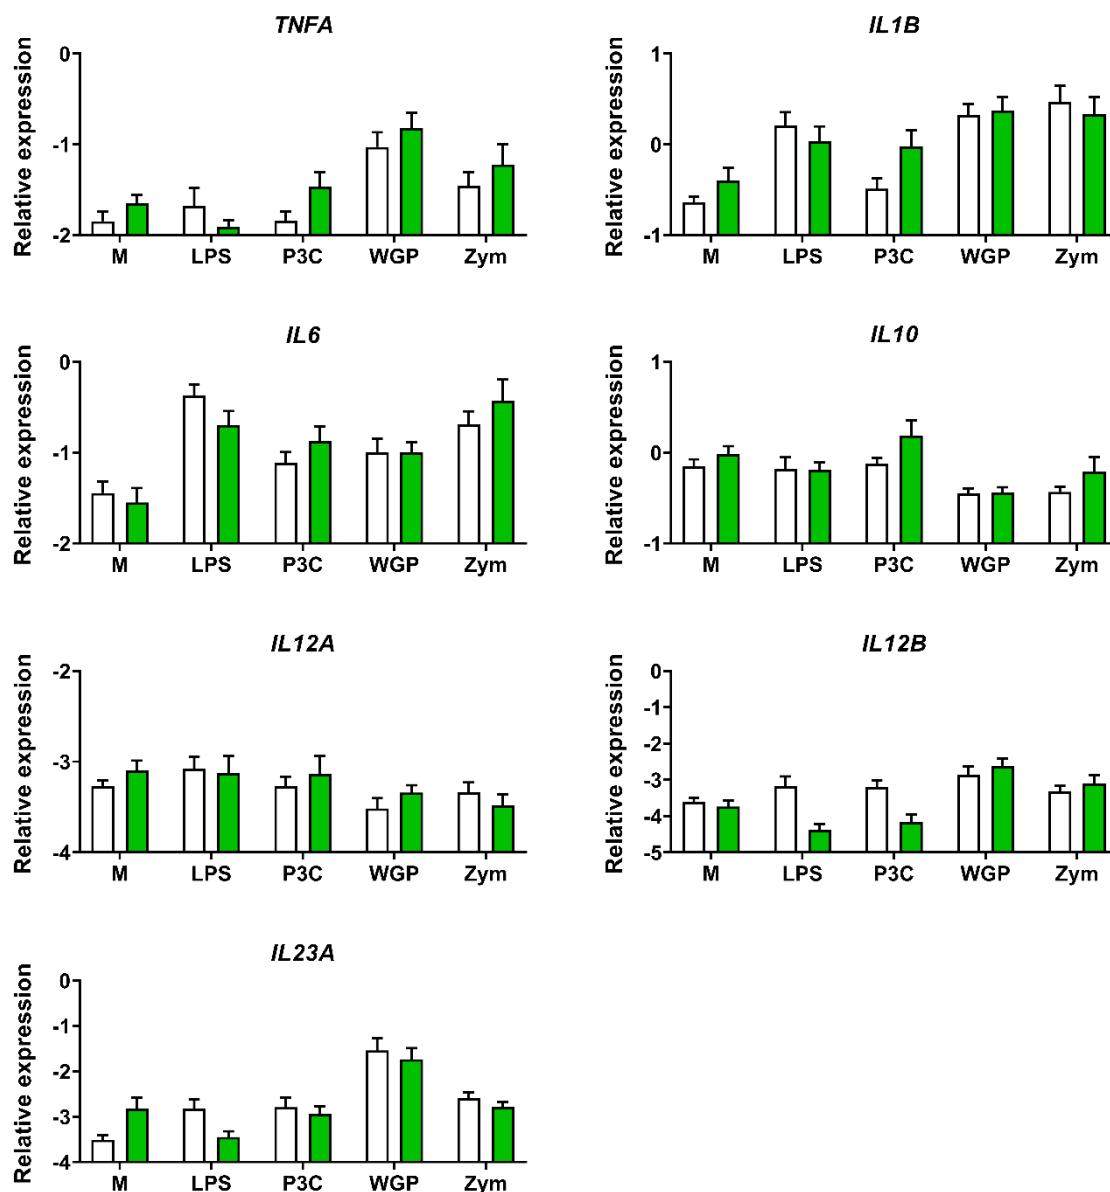 TNFA
Relative expression
0
-1
-2
M LPS P3C WGP Zym
IL1B
Relative expression
1
0
-1
M LPS P3C WGP Zym
IL6
Relative expression
0
-1
-2
M LPS P3C WGP Zym
IL10
Relative expression
1
0
-1
M LPS P3C WGP Zym
IL12A
Relative expression
-2
-3
-4
M LPS P3C WGP Zym
IL12B
Relative expression
0
-1
-2
-3
-4
-5
M LPS P3C WGP Zym
IL23A
Relative expression
0
-1
-2
-3
-4
M LPS P3C WGP Zym